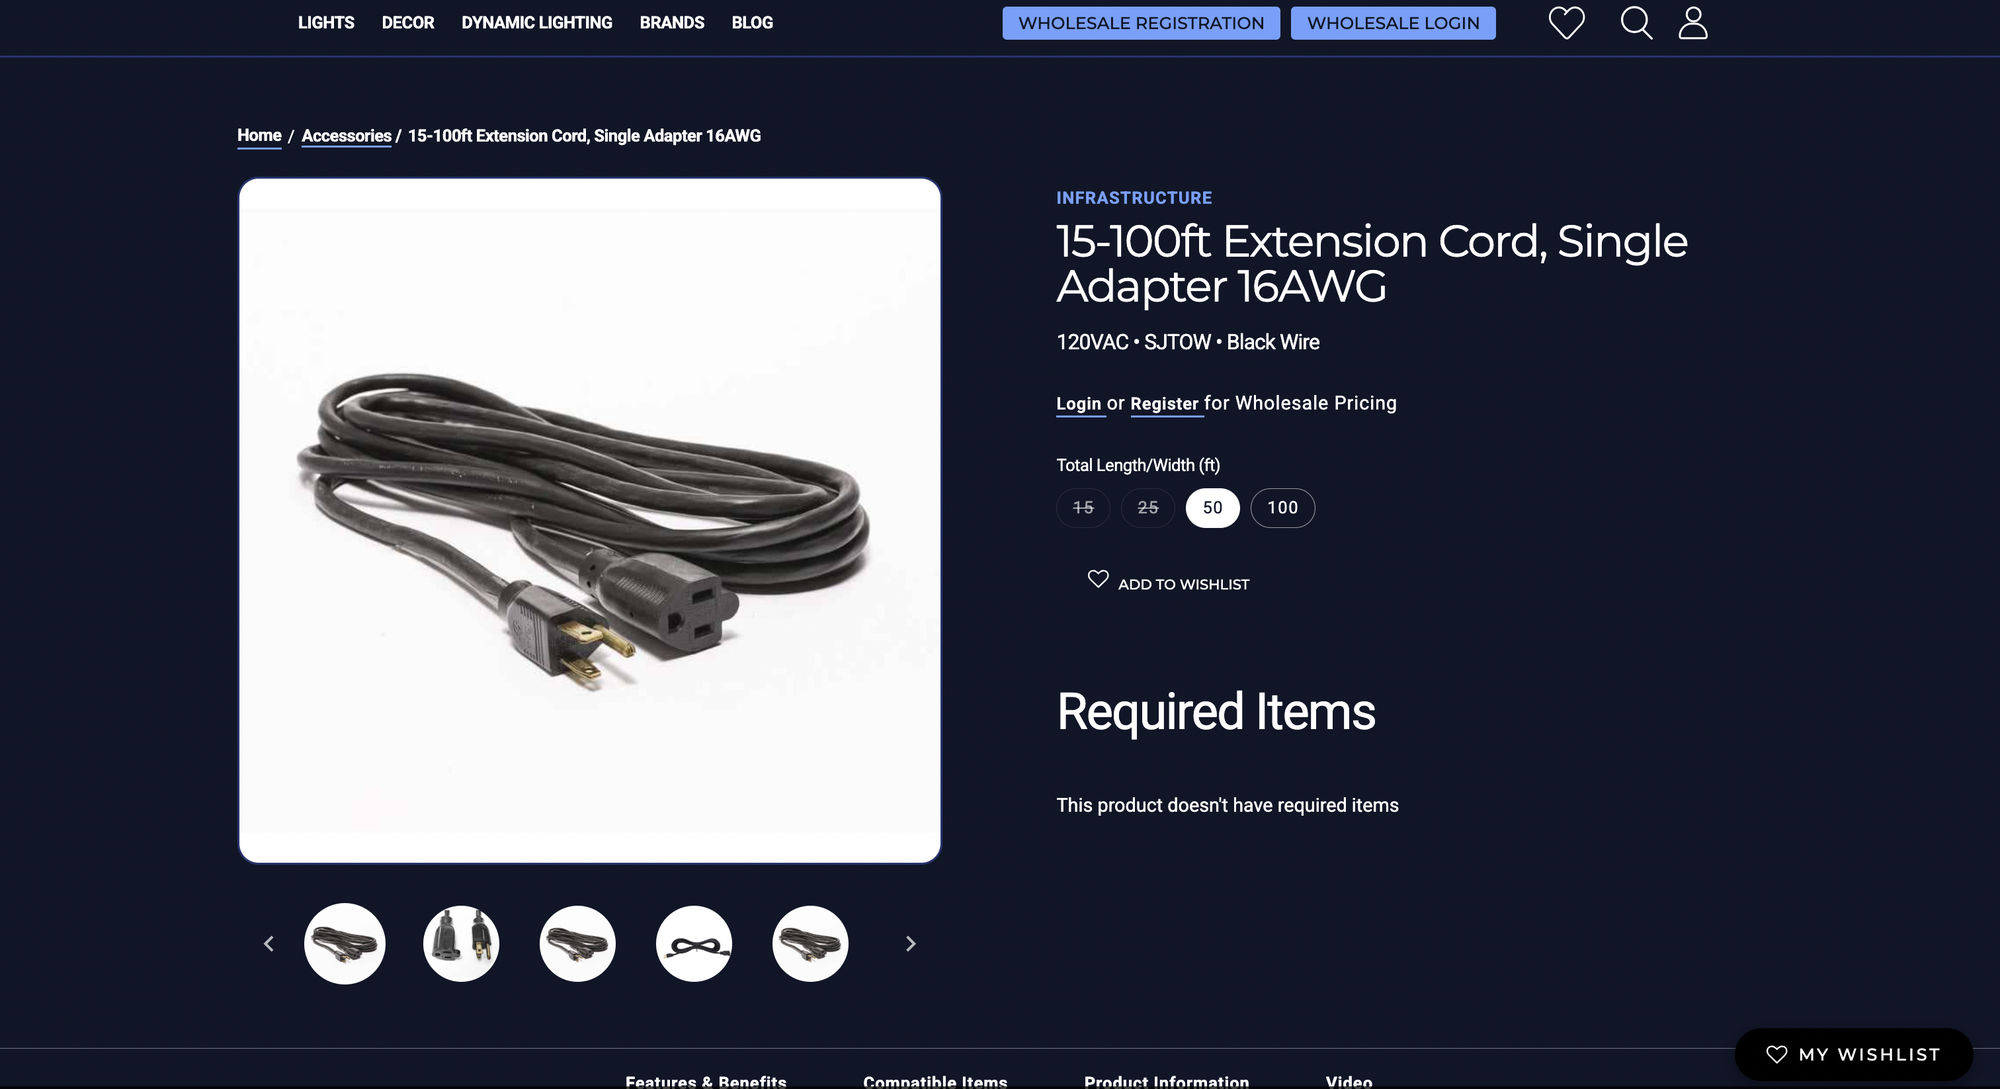 LIGHTS DECOR DYNAMIC LIGHTING BRANDS BLOG WHOLESALE REGISTRATION WHOLESALE LOGIN
Home / Accessories / 15-100ft Extension Cord, Single Adapter 16AWG
INFRASTRUCTURE
15-100ft Extension Cord, Single
Adapter 16AWG
120VAC • SJTOW • Black Wire
Login or Register for Wholesale Pricing
Total Length/Width (ft)
15 25 50 100
ADD TO WISHLIST
Required Items
This product doesn't have required items
MY WISHLIST
Features & Benefits Compatible Items Product Information Video